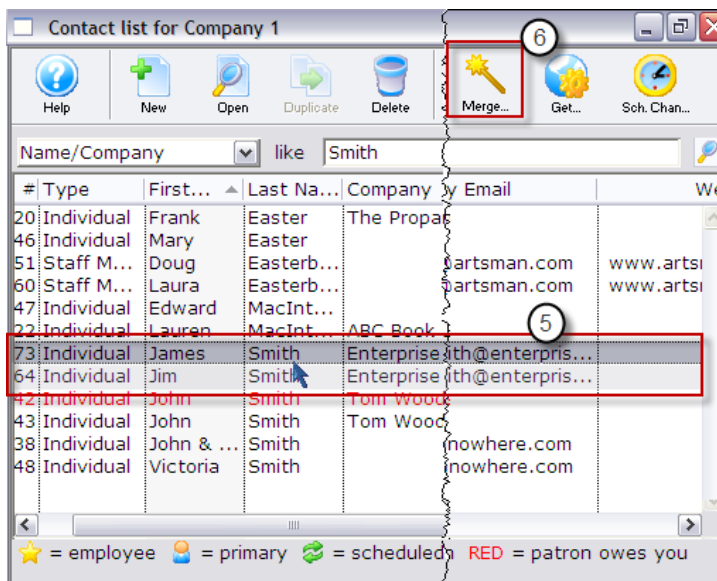 Contact list for Company 1
6
Help New Open Duplicate Delete Merge... Get... Sch. Chan...
Name/Company like Smith
# Type First... Last Na... Company y Email We
20 Individual Frank Easter The Propar
46 Individual Mary Easter
51 Staff M... Doug Easterb... artsman.com www.artsi
60 Staff M... Laura Easterb... artsman.com www.artsi
47 Individual Edward MacInt...
22 Individual Lauren MacInt... ABC Book
5
73 Individual James Smith Enterprise ith@enterpris...
64 Individual Jim Smith Enterprise ith@enterpris...
42 Individual John Smith Tom Wood
43 Individual John Smith Tom Wood
38 Individual John & ... Smith nowhere.com
48 Individual Victoria Smith nowhere.com
= employee = primary = scheduled RED = patron owes you